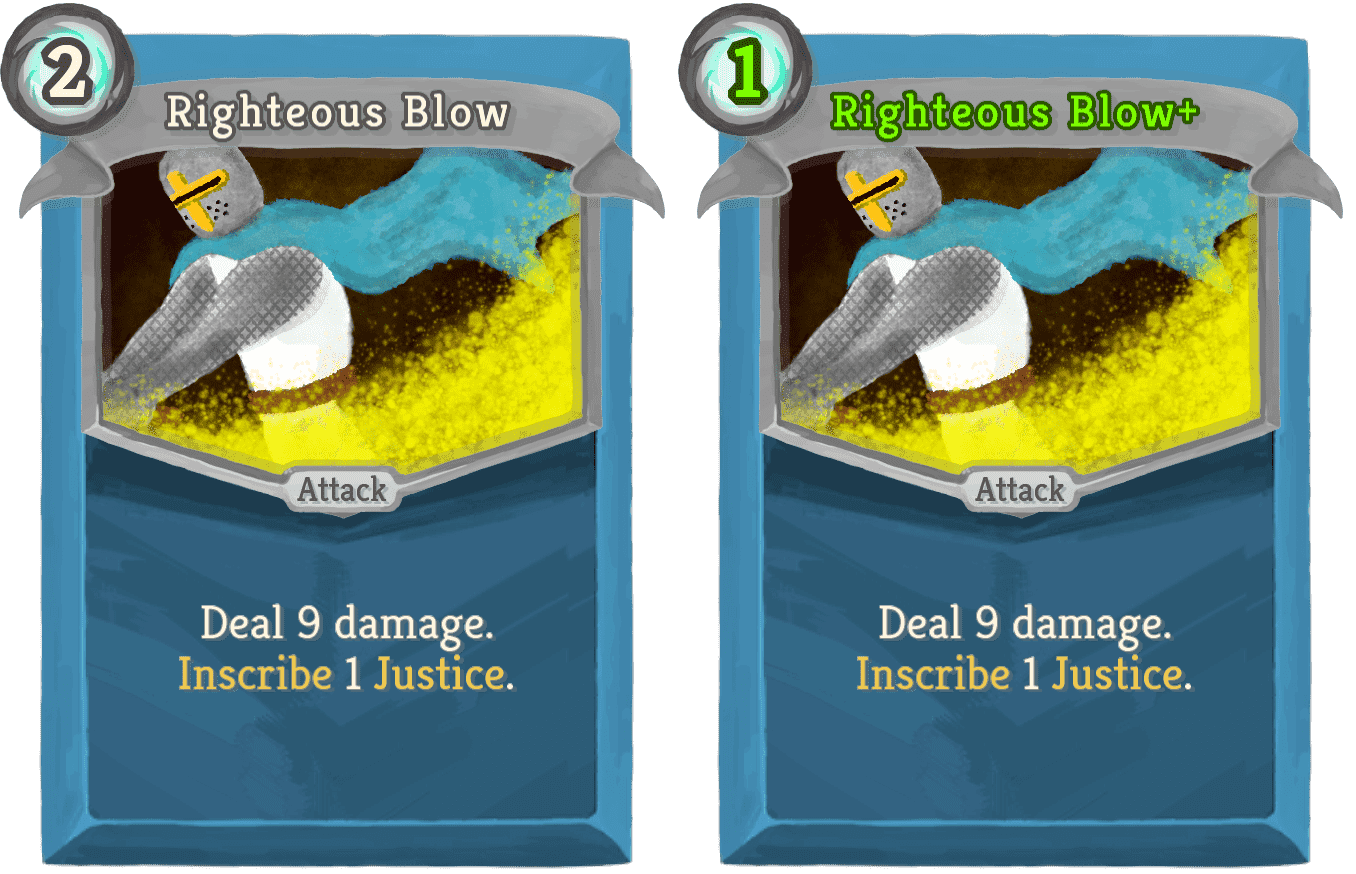 2
Righteous Blow
Attack
Deal 9 damage.
Inscribe 1 Justice.
1
Righteous Blow+
Attack
Deal 9 damage.
Inscribe 1 Justice.